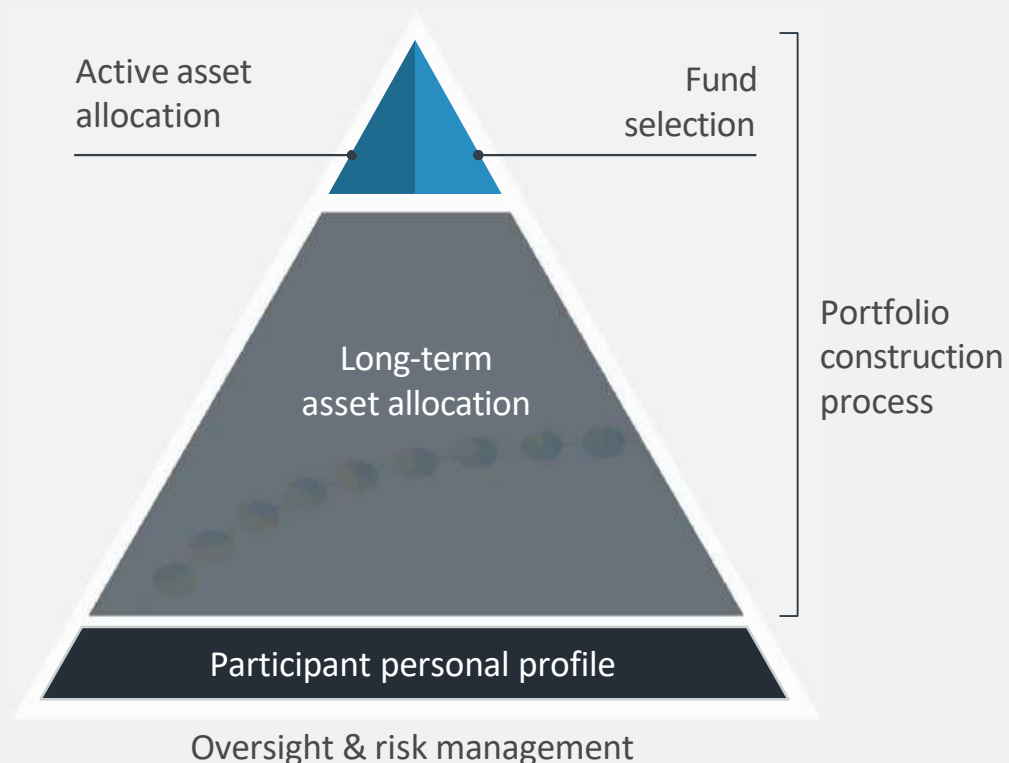 Active asset
allocation
Fund
selection
Long-term
asset allocation
Portfolio
construction
process
Participant personal profile
Oversight & risk management